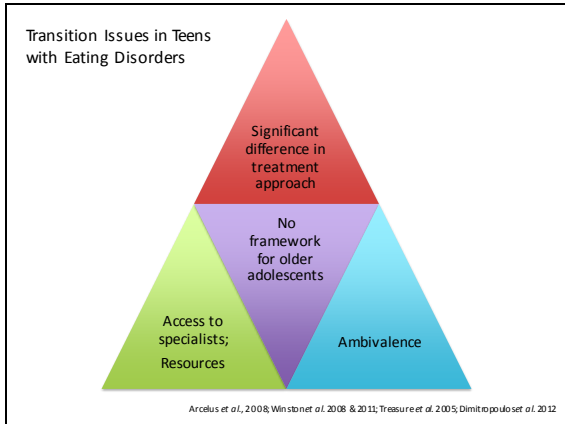 Transition Issues in Teens
with Eating Disorders
Significant
difference in
treatment
approach
No
framework
for older
adolescents
Access to
specialists;
Resources
Ambivalence
Arcelus et al., 2008; Winston et al. 2008 & 2011; Treasure et al. 2005; Dimitropoulos et al. 2012